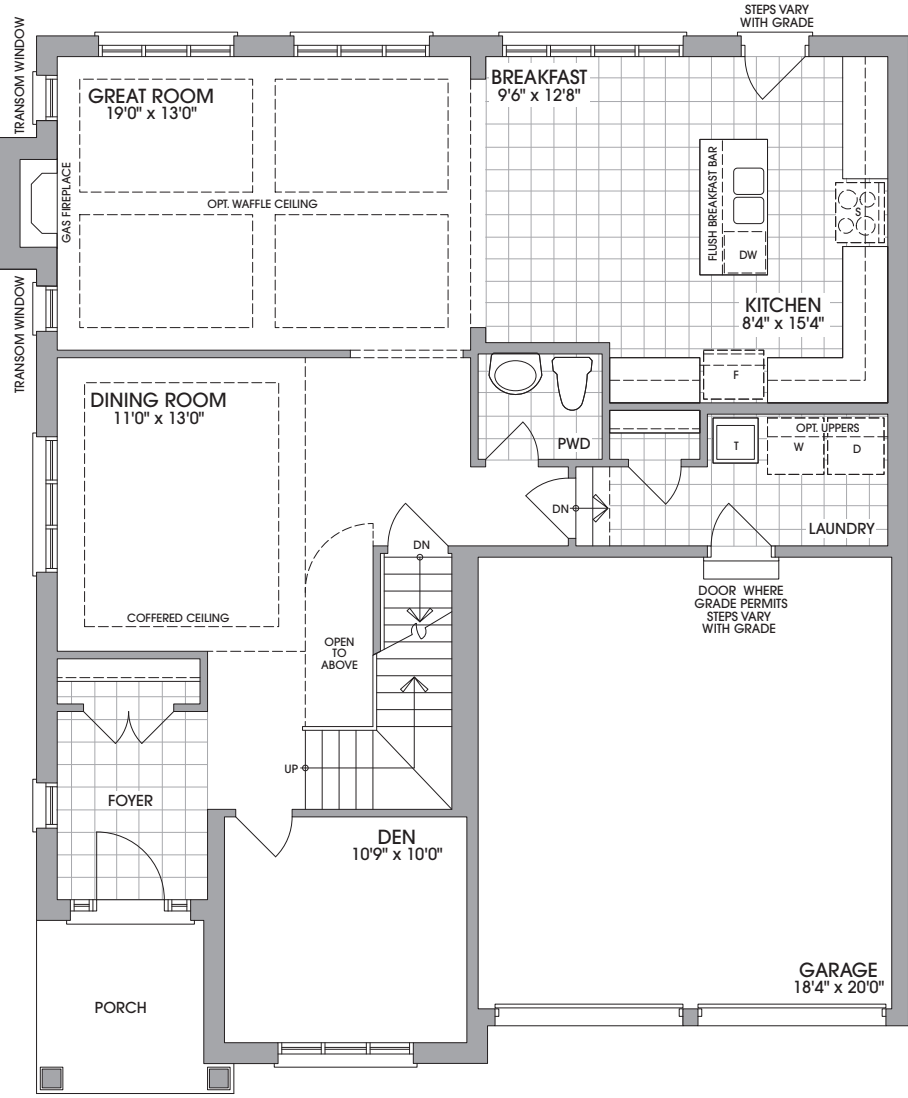 STEPS VARY
WITH GRADE
TRANSOM WINDOW
GREAT ROOM
19'0" x 13'0"
BREAKFAST
9'6" x 12'8"
GAS FIREPLACE
OPT. WAFFLE CEILING
FLUSH BREAKFAST BAR
S
DW
KITCHEN
8'4" x 15'4"
TRANSOM WINDOW
F
DINING ROOM
11'0" x 13'0"
PWD
OPT. UPPERS
T
W
D
DN
LAUNDRY
DN
DOOR WHERE
GRADE PERMITS
STEPS VARY
WITH GRADE
COFFERED CEILING
OPEN
TO
ABOVE
UP
FOYER
DEN
10'9" x 10'0"
GARAGE
18'4" x 20'0"
PORCH